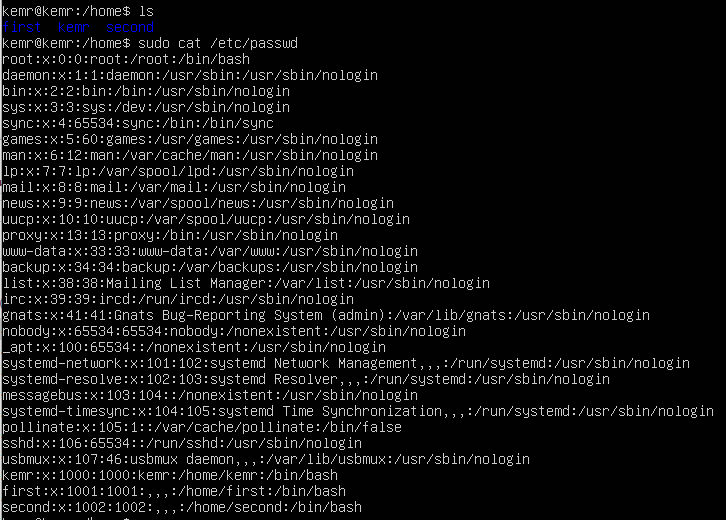 kemr@kemr:/home$ ls
first  kemr  second
kemr@kemr:/home$ sudo cat /etc/passwd
root:x:0:0:root:/root:/bin/bash
daemon:x:1:1:daemon:/usr/sbin:/usr/sbin/nologin
bin:x:2:2:bin:/bin:/usr/sbin/nologin
sys:x:3:3:sys:/dev:/usr/sbin/nologin
sync:x:4:65534:sync:/bin:/bin/sync
games:x:5:60:games:/usr/games:/usr/sbin/nologin
man:x:6:12:man:/var/cache/man:/usr/sbin/nologin
lp:x:7:7:lp:/var/spool/lpd:/usr/sbin/nologin
mail:x:8:8:mail:/var/mail:/usr/sbin/nologin
news:x:9:9:news:/var/spool/news:/usr/sbin/nologin
uucp:x:10:10:uucp:/var/spool/uucp:/usr/sbin/nologin
proxy:x:13:13:proxy:/bin:/usr/sbin/nologin
www-data:x:33:33:www-data:/var/www:/usr/sbin/nologin
backup:x:34:34:backup:/var/backups:/usr/sbin/nologin
list:x:38:38:Mailing List Manager:/var/list:/usr/sbin/nologin
irc:x:39:39:ircd:/run/ircd:/usr/sbin/nologin
gnats:x:41:41:Gnats Bug-Reporting System (admin):/var/lib/gnats:/usr/sbin/nologin
nobody:x:65534:65534:nobody:/nonexistent:/usr/sbin/nologin
_apt:x:100:65534::/nonexistent:/usr/sbin/nologin
systemd-network:x:101:102:systemd Network Management,,,:/run/systemd:/usr/sbin/nologin
systemd-resolve:x:102:103:systemd Resolver,,,:/run/systemd:/usr/sbin/nologin
messagebus:x:103:104::/nonexistent:/usr/sbin/nologin
systemd-timesync:x:104:105:systemd Time Synchronization,,,:/run/systemd:/usr/sbin/nologin
pollinate:x:105:1::/var/cache/pollinate:/bin/false
sshd:x:106:65534::/run/sshd:/usr/sbin/nologin
usbmux:x:107:46:usbmux daemon,,,:/var/lib/usbmux:/usr/sbin/nologin
kemr:x:1000:1000:kemr:/home/kemr:/bin/bash
first:x:1001:1001:,,,:/home/first:/bin/bash
second:x:1002:1002:,,,:/home/second:/bin/bash